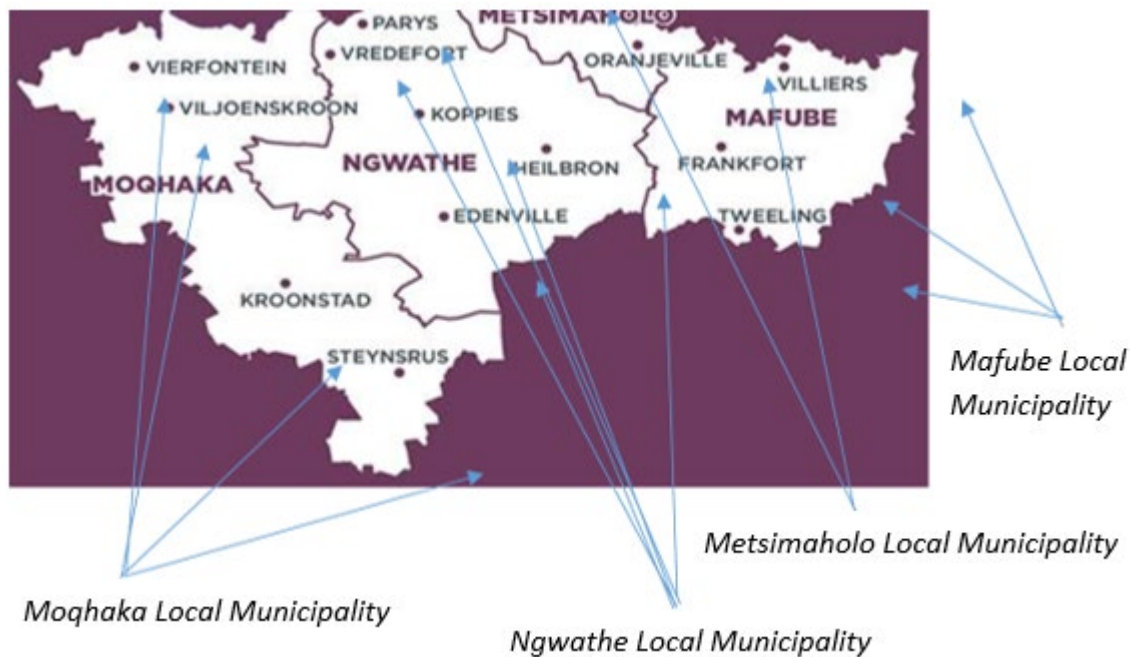 METSIMAHOLO
PARYS
VREDEFORT
ORANJEVILLE
VIERFONTEIN
VILLIERS
VILJOENSKROON
KOPPIES
MAFUBE
NGWATHE
HEILBRON
FRANKFORT
MOQHAKA
EDENVILLE
TWEELING
KROONSTAD
STEYNSRUS
Mafube Local
Municipality
Metsimaholo Local Municipality
Moqhaka Local Municipality
Ngwathe Local Municipality